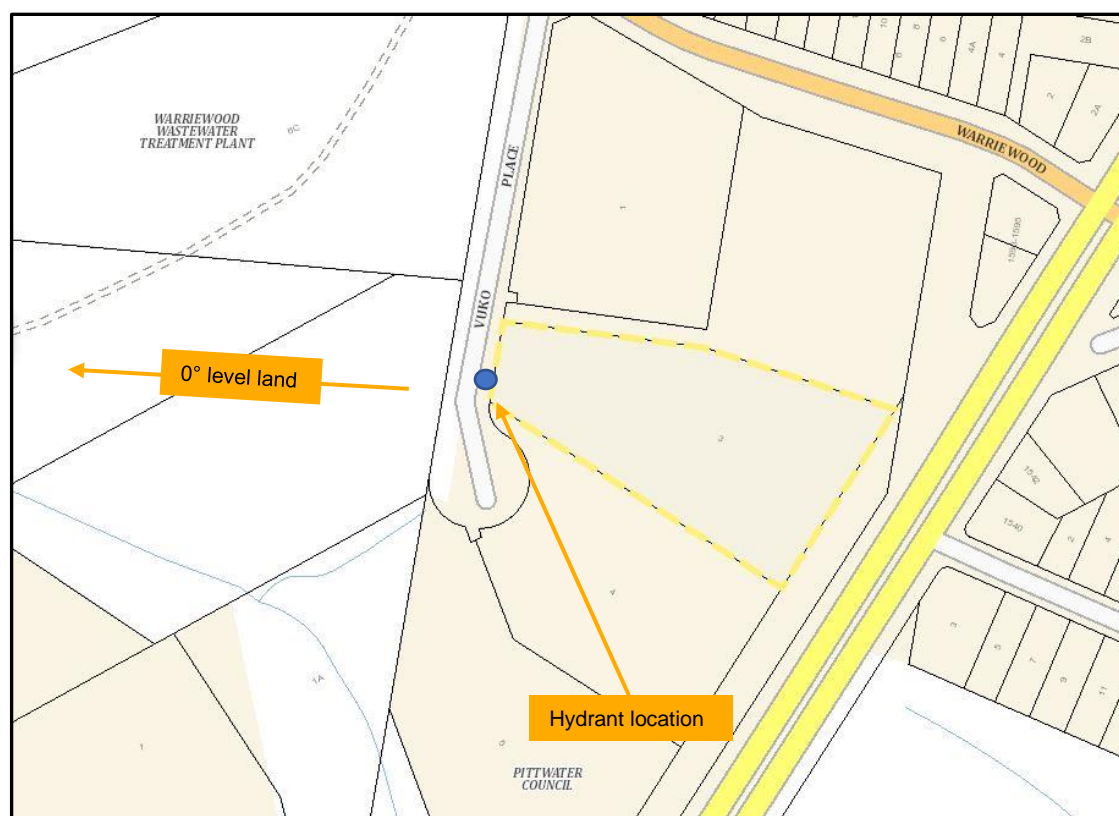 10
8
6
6
4A
4
2B
2
2A
WARRIEWOOD
WASTEWATER
TREATMENT PLANT
6C
WARRIEWOOD
PLACE
1
VUKO
0° level land
3
1542
1540
2
4
4
3
5
7
9
11
1A
Hydrant location
1
PITTWATER
COUNCIL